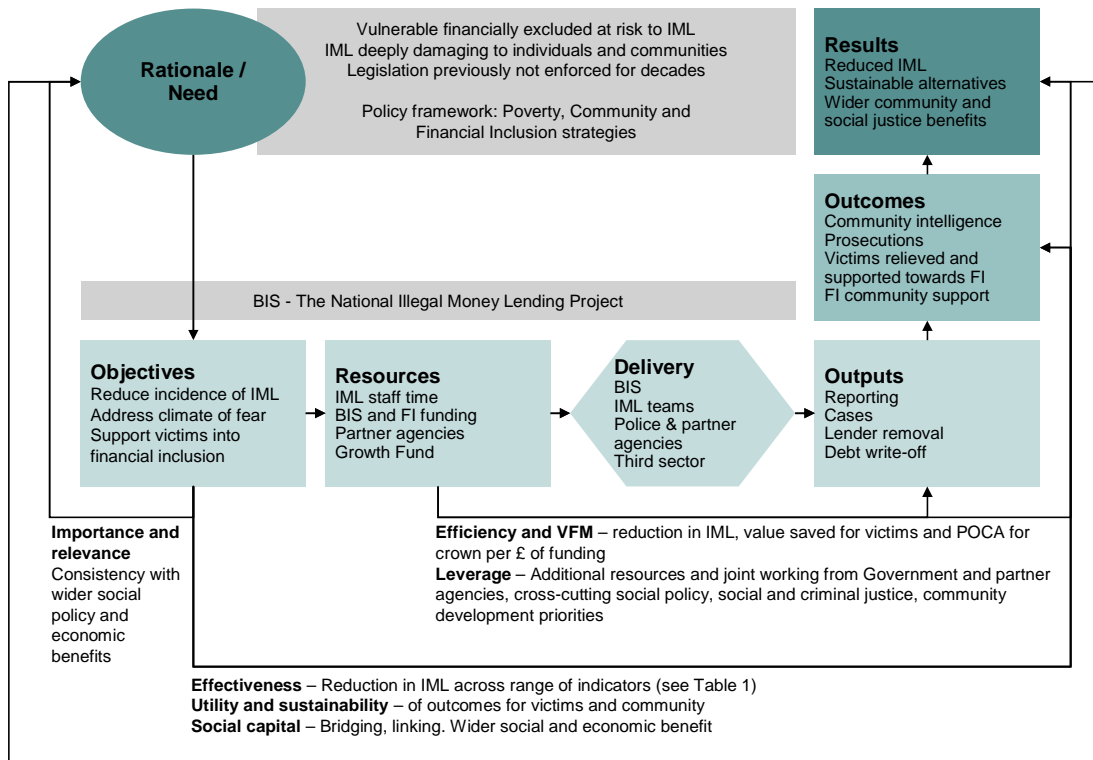 Rationale /
Need
Vulnerable financially excluded at risk to IML
IML deeply damaging to individuals and communities
Legislation previously not enforced for decades
Policy framework: Poverty, Community and
Financial Inclusion strategies
Results
Reduced IML
Sustainable alternatives
Wider community and
social justice benefits
Outcomes
Community intelligence
Prosecutions
Victims relieved and
supported towards FI
FI community support
BIS - The National Illegal Money Lending Project
Objectives
Reduce incidence of IML
Address climate of fear
Support victims into
financial inclusion
Resources
IML staff time
BIS and FI funding
Partner agencies
Growth Fund
Delivery
BIS
IML teams
Police & partner
agencies
Third sector
Outputs
Reporting
Cases
Lender removal
Debt write-off
Importance and
relevance
Consistency with
wider social
policy and
economic
benefits
Efficiency and VFM – reduction in IML, value saved for victims and POCA for
crown per £ of funding
Leverage – Additional resources and joint working from Government and partner
agencies, cross-cutting social policy, social and criminal justice, community
development priorities
Effectiveness – Reduction in IML across range of indicators (see Table 1)
Utility and sustainability – of outcomes for victims and community
Social capital – Bridging, linking. Wider social and economic benefit